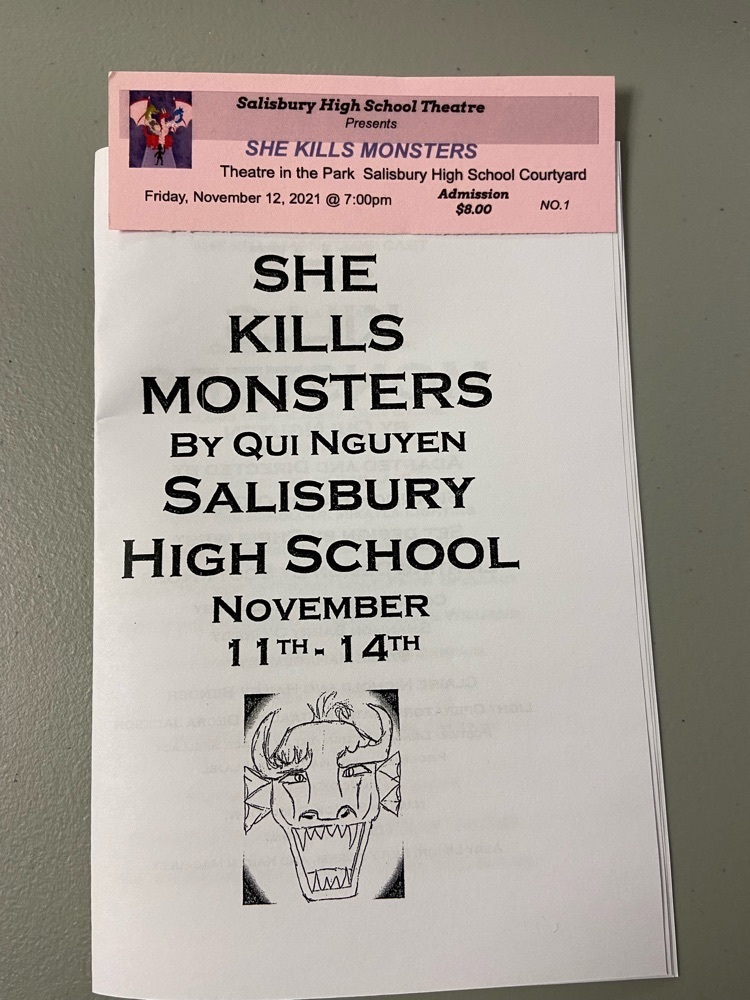 Salisbury High School Theatre
Presents
SHE KILLS MONSTERS
Theatre in the Park Salisbury High School Courtyard
Friday, November 12, 2021 @ 7:00pm
Admission
$8.00
NO.1
SHE
KILLS
MONSTERS
BY QUI NGUYEN
SALISBURY
HIGH SCHOOL
NOVEMBER
11TH- 14TH